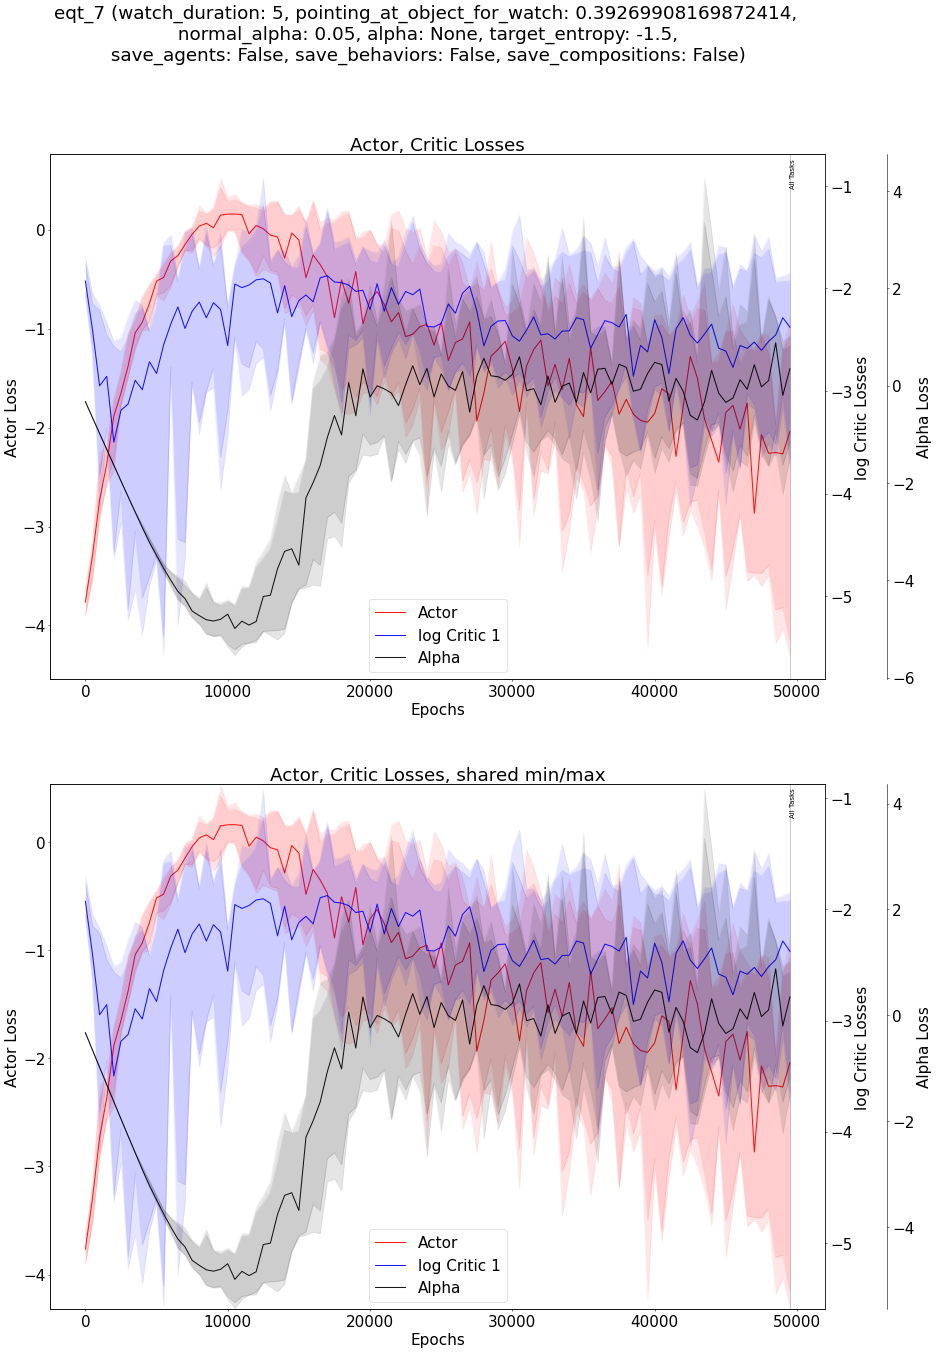 eqt_7 (watch_duration: 5, pointing_at_object_for_watch: 0.39269908169872414,
normal_alpha: 0.05, alpha: None, target_entropy: -1.5,
save_agents: False, save_behaviors: False, save_compositions: False)
Actor, Critic Losses
All Tasks
0
−1
−2
−3
−4
Actor Loss
−1
−2
−3
−4
−5
log Critic Losses
4
2
0
−2
−4
−6
Alpha Loss
Actor
log Critic 1
Alpha
0
10000
20000
30000
40000
50000
Epochs
Actor, Critic Losses, shared min/max
All Tasks
0
−1
−2
−3
−4
Actor Loss
−1
−2
−3
−4
−5
log Critic Losses
4
2
0
−2
−4
Alpha Loss
Actor
log Critic 1
Alpha
0
10000
20000
30000
40000
50000
Epochs